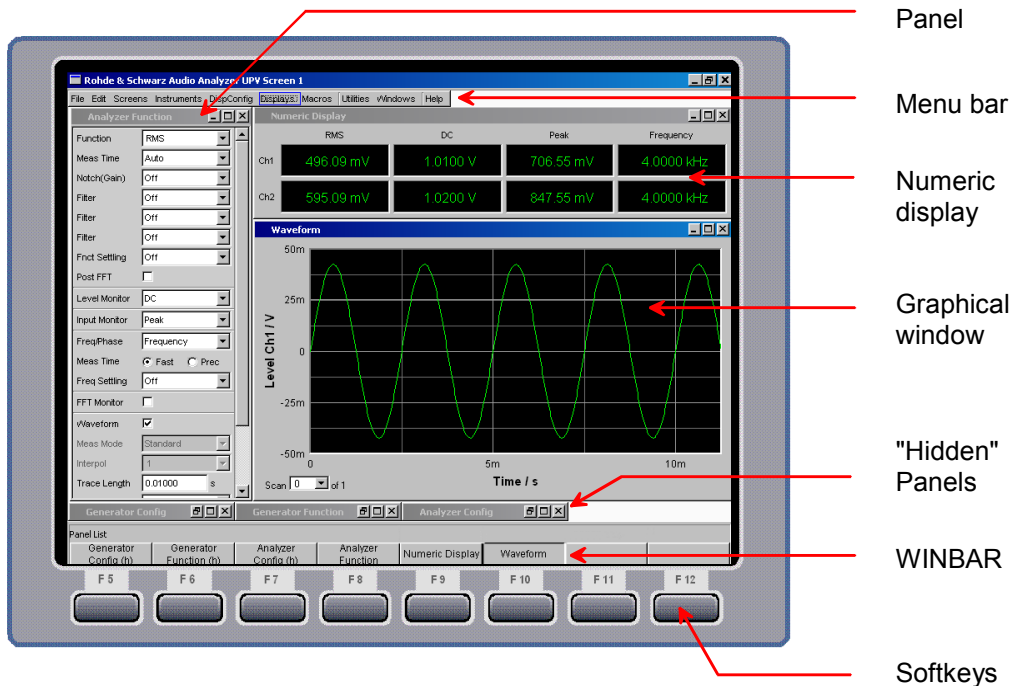 Panel
Rohde & Schwarz Audio Analyzer UPV Screen 1
File Edit Screens Instruments DispConfig Displays Macros Utilities Windows Help
Menu bar
Analyzer Function
Function RMS
Meas Time Auto
Notch(Gain) Off
Filter Off
Filter Off
Filter Off
Fnct Settling Off
Post FFT
Level Monitor DC
Input Monitor Peak
Freq/Phase Frequency
Meas Time Fast Prec
Freq Settling Off
FFT Monitor
Waveform
Meas Mode Standard
Interpol 1
Trace Length 0.01000 s
Numeric Display
RMS DC Peak Frequency
Ch1 496.09 mV 1.0100 V 706.55 mV 4.0000 kHz
Ch2 595.09 mV 1.0200 V 847.55 mV 4.0000 kHz
Numeric
display
Waveform
50m
25m
0
-25m
-50m
Level Ch1 / V
0 5m 10m
Time / s
Scan 0 of 1
Graphical
window
Generator Config Generator Function Analyzer Config
"Hidden"
Panels
Panel List
Generator
Config (h)
Generator
Function (h)
Analyzer
Config (h)
Analyzer
Function
Numeric Display
Waveform
WINBAR
F 5 F 6 F 7 F 8 F 9 F 10 F 11 F 12
Softkeys